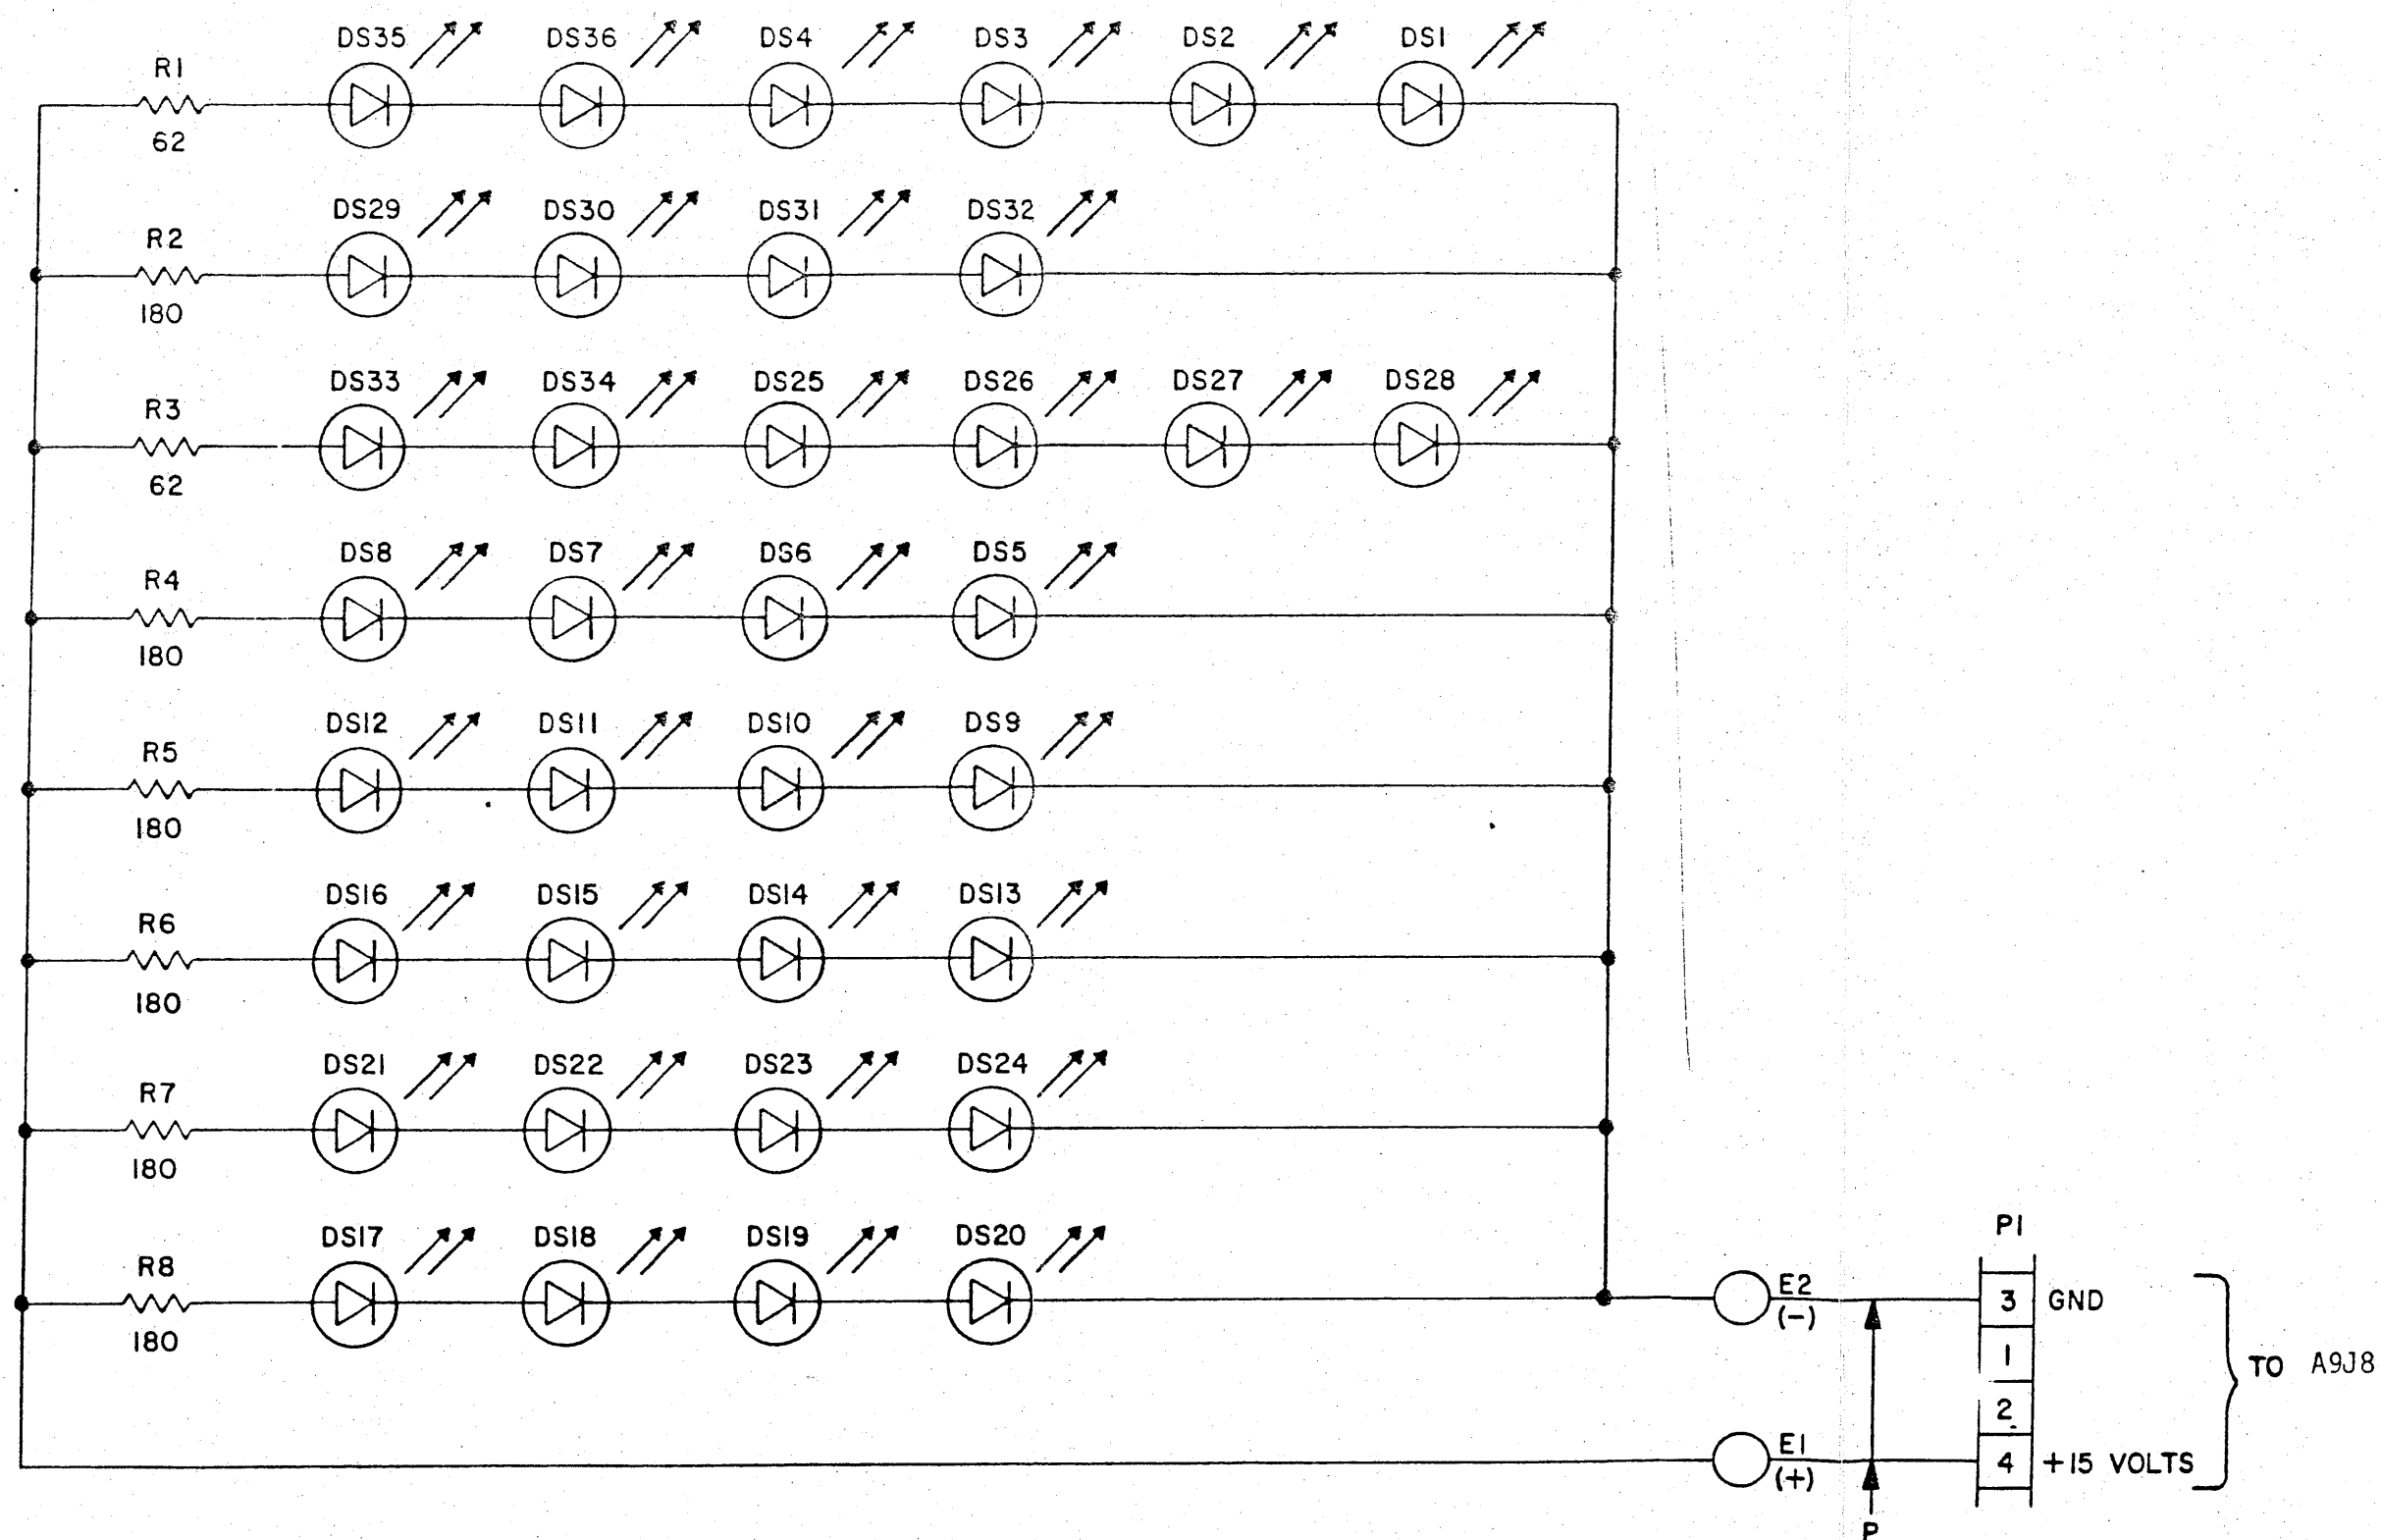 DS35 DS36 DS4 DS3 DS2 DS1
R1
62
DS29 DS30 DS31 DS32
R2
180
DS33 DS34 DS25 DS26 DS27 DS28
R3
62
DS8 DS7 DS6 DS5
R4
180
DS12 DS11 DS10 DS9
R5
180
DS16 DS15 DS14 DS13
R6
180
DS21 DS22 DS23 DS24
R7
180
DS17 DS18 DS19 DS20
R8
180
P1
E2
(-)
3 GND
1
2
E1
(+)
4 +15 VOLTS
TO A9J8
P